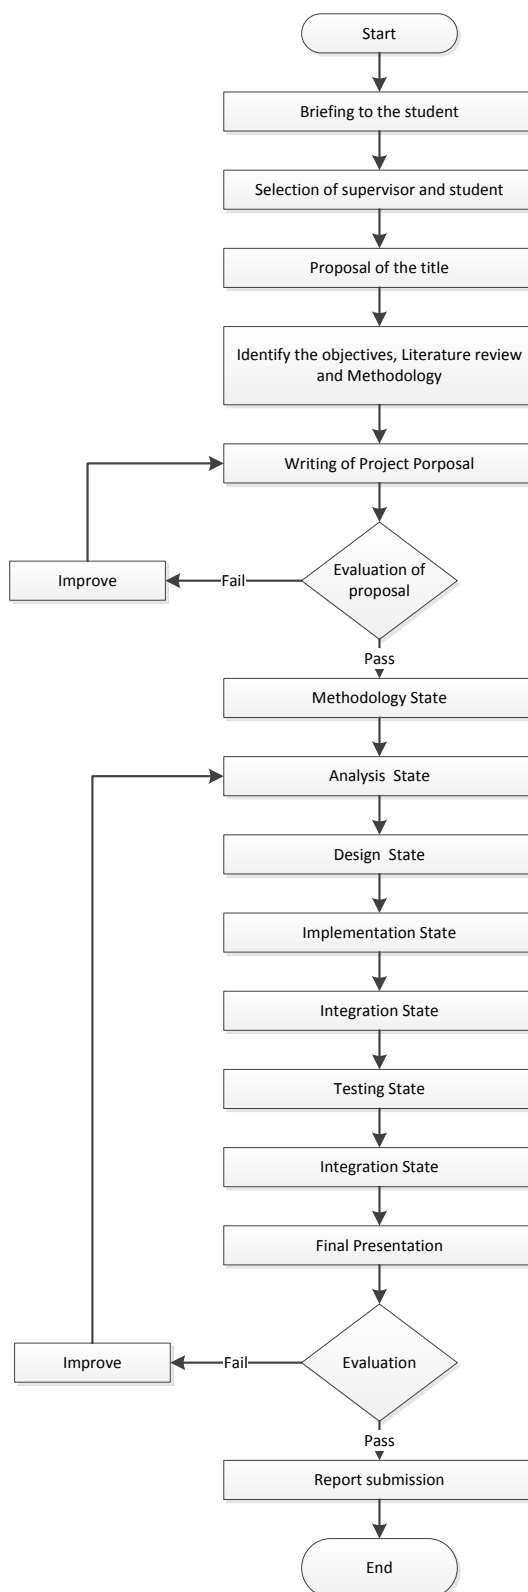 Start
Briefing to the student
Selection of supervisor and student
Proposal of the title
Identify the objectives, Literature review
and Methodology
Writing of Project Porposal
Evaluation of
proposal
Fail
Improve
Pass
Methodology State
Analysis  State
Design  State
Implementation State
Integration State
Testing State
Integration State
Final Presentation
Evaluation
Fail
Improve
Pass
Report submission
End